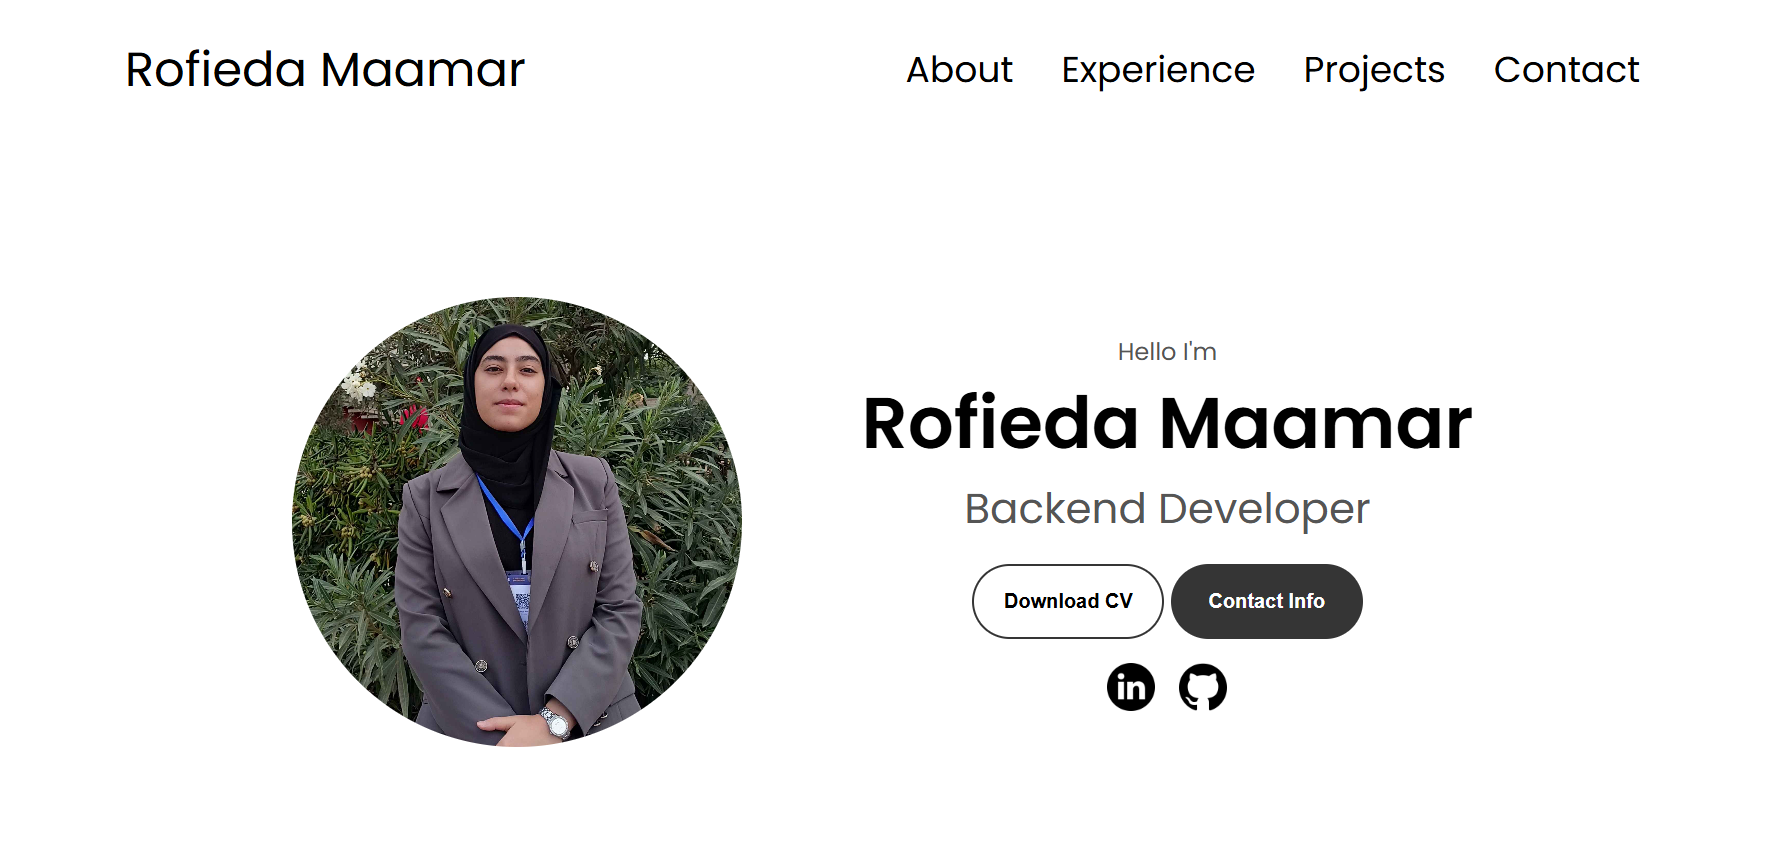 Rofieda Maamar
About Experience Projects Contact
Hello I'm
Rofieda Maamar
Backend Developer
Download CV Contact Info
in